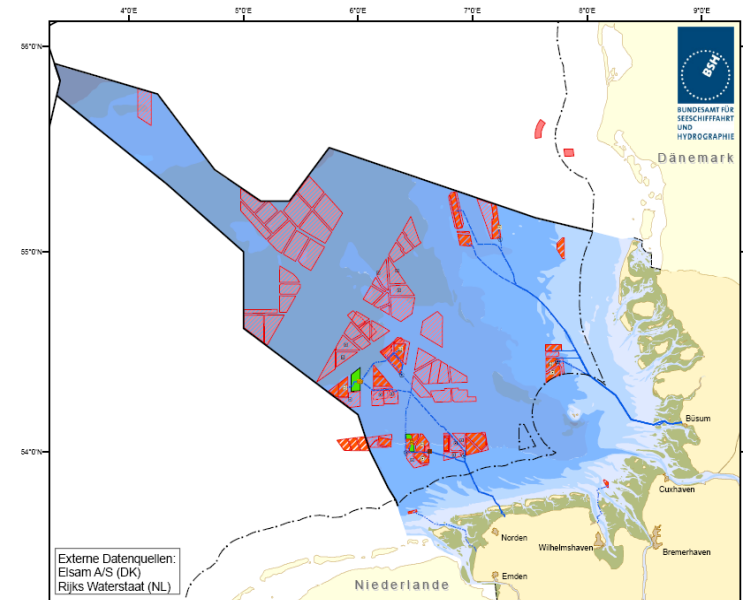 4°0'E 5°0'E 6°0'E 7°0'E 8°0'E 9°0'E
56°0'N
BSH
BUNDESAMT FÜR
SEESCHIFFFAHRT
UND
HYDROGRAPHIE
Dänemark
55°0'N
Büsum
54°0'N
Cuxhaven
Norden
Wilhelmshaven
Bremerhaven
Emden
Niederlande
Externe Datenquellen:
Elsam A/S (DK)
Rijks Waterstaat (NL)